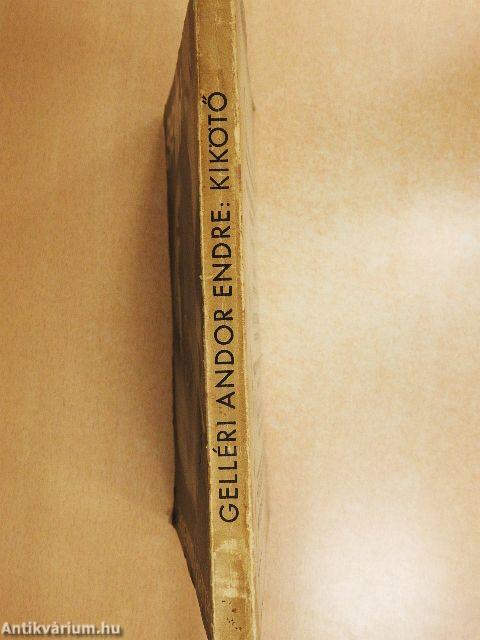 GELLÉRI ANDOR ENDRE: KIKÖTŐ
Antikvárium.hu